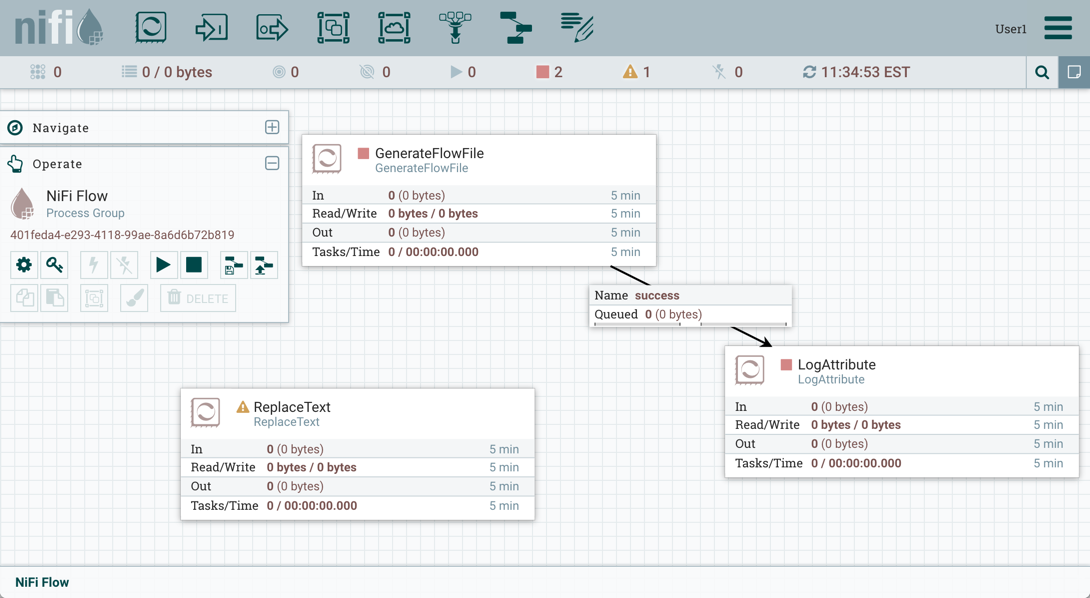 nifi
User1
0 0 / 0 bytes 0 0 0 2 1 0 11:34:53 EST
Navigate
Operate
NiFi Flow
Process Group
401feda4-e293-4118-99ae-8a6d6b72b819
DELETE
GenerateFlowFile
GenerateFlowFile
In 0 (0 bytes) 5 min
Read/Write 0 bytes / 0 bytes 5 min
Out 0 (0 bytes) 5 min
Tasks/Time 0 / 00:00:00.000 5 min
Name success
Queued 0 (0 bytes)
LogAttribute
LogAttribute
In 0 (0 bytes) 5 min
Read/Write 0 bytes / 0 bytes 5 min
Out 0 (0 bytes) 5 min
Tasks/Time 0 / 00:00:00.000 5 min
ReplaceText
ReplaceText
In 0 (0 bytes) 5 min
Read/Write 0 bytes / 0 bytes 5 min
Out 0 (0 bytes) 5 min
Tasks/Time 0 / 00:00:00.000 5 min
NiFi Flow